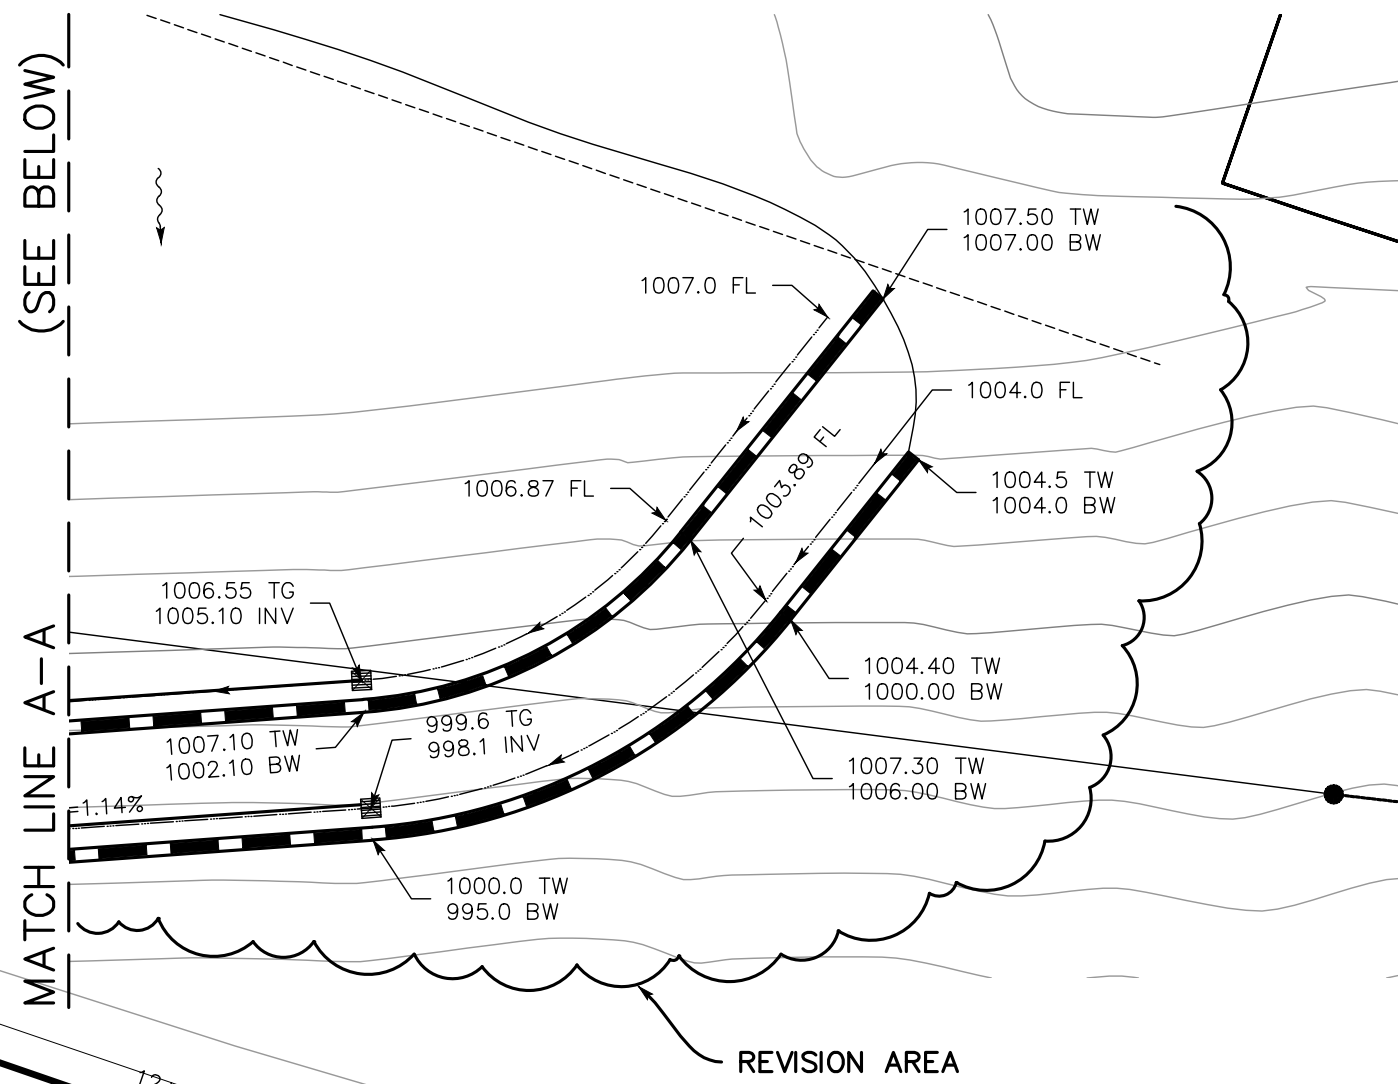 (SEE BELOW)
MATCH LINE A-A
1007.50 TW
1007.00 BW
1007.0 FL
1004.0 FL
1003.89 FL
1006.87 FL
1004.5 TW
1004.0 BW
1006.55 TG
1005.10 INV
1004.40 TW
1000.00 BW
999.6 TG
998.1 INV
1007.10 TW
1002.10 BW
1007.30 TW
1006.00 BW
1.14%
1000.0 TW
995.0 BW
REVISION AREA